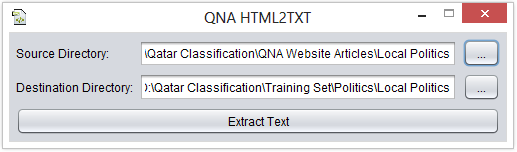 QNA HTML2TXT
Source Directory: \Qatar Classification\QNA Website Articles\Local Politics ...
Destination Directory: ):\Qatar Classification\Training Set\Politics\Local Politics ...
Extract Text